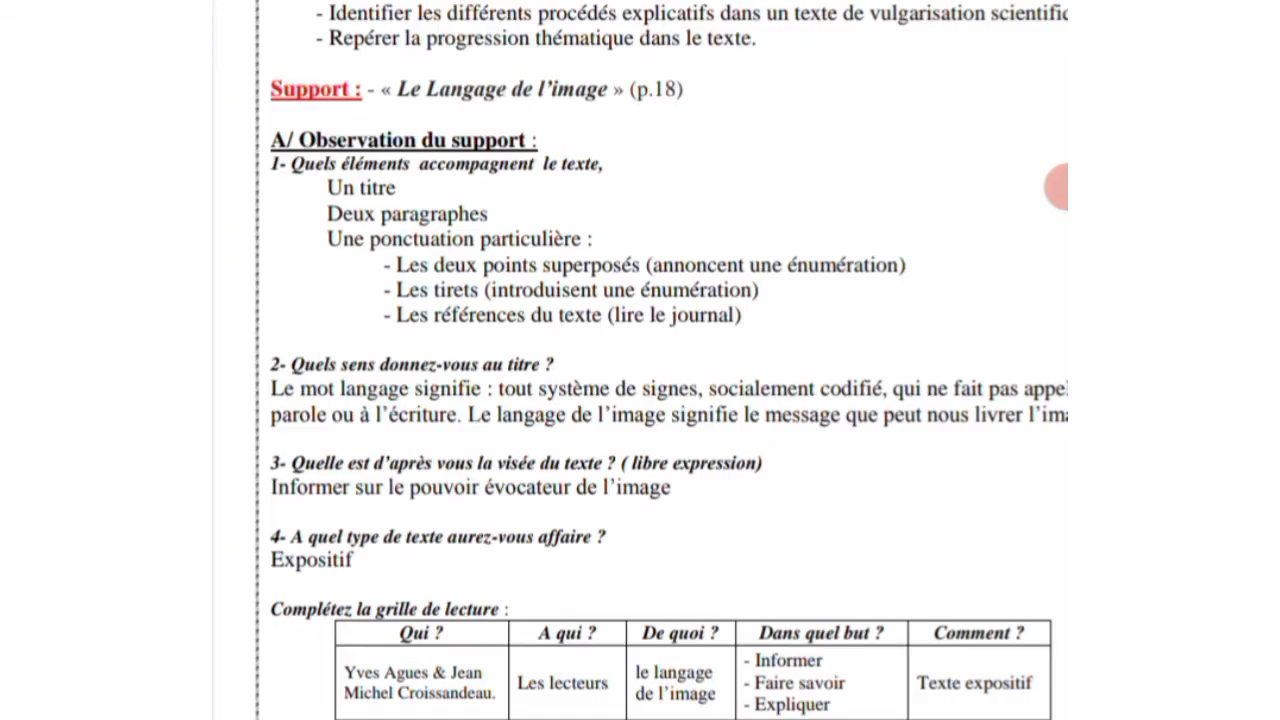 - Identifier les différents procédés explicatifs dans un texte de vulgarisation
- Repérer la progression thématique dans le texte.
Support : - « Le Langage de l’image » (p.18)
A/ Observation du support :
1- Quels éléments accompagnent le texte,
Un titre
Deux paragraphes
Une ponctuation particulière :
- Les deux points superposés (annoncent une énumération)
- Les tirets (introduisent une énumération)
- Les références du texte (lire le journal)
2- Quels sens donnez-vous au titre ?
Le mot langage signifie : tout système de signes, socialement codifié, qui ne fait pas
parole ou à l’écriture. Le langage de l’image signifie le message que peut nous livrer
3- Quelle est d’après vous la visée du texte ? ( libre expression)
Informer sur le pouvoir évocateur de l’image
4- A quel type de texte aurez-vous affaire ?
Expositif
Complétez la grille de lecture :
Qui ? A qui ? De quoi ? Dans quel but ? Comment ?
Yves Agues & Jean Michel Croissandeau. Les lecteurs le langage de l’image - Informer - Faire savoir - Expliquer Texte expositif